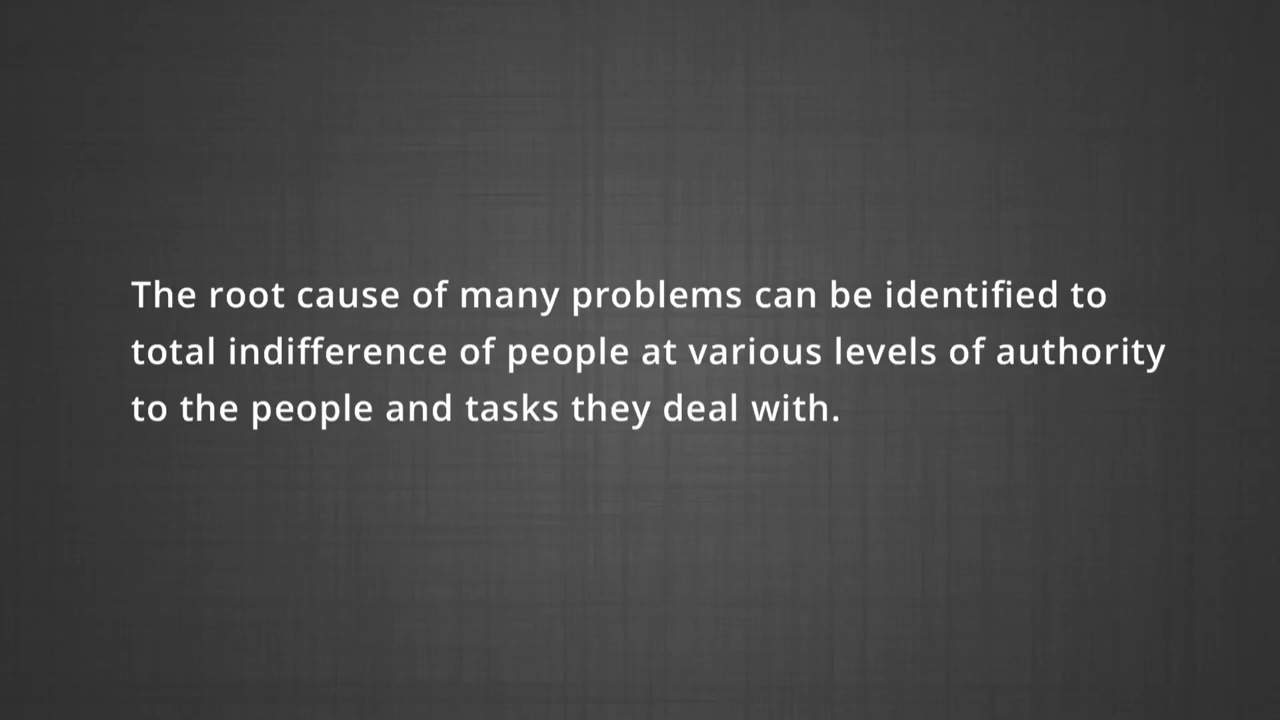 The root cause of many problems can be identified to
total indifference of people at various levels of authority
to the people and tasks they deal with.